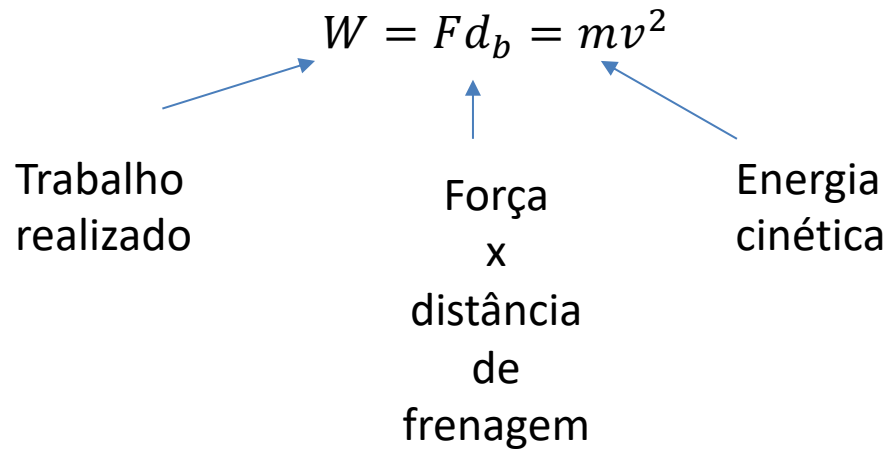 W = Fd_b = mv²
Trabalho
realizado
Força
x
distância
de
frenagem
Energia
cinética